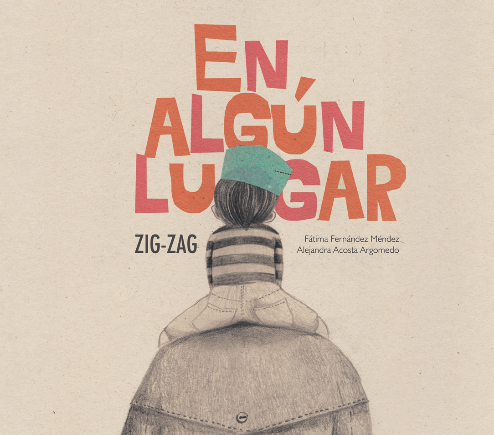 EN
ALGÚN
LUGAR
ZIG-ZAG
Fátima Fernández Méndez
Alejandra Acosta Argomedo